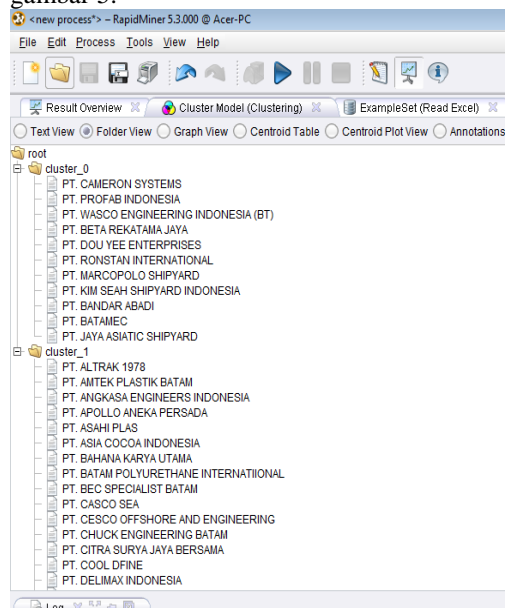 gambar 5.
<new process*> – RapidMiner 5.3.000 @ Acer-PC
File Edit Process Tools View Help
Result Overview Cluster Model (Clustering) ExampleSet (Read Excel)
Text View Folder View Graph View Centroid Table Centroid Plot View Annotations
root
cluster_0
PT. CAMERON SYSTEMS
PT. PROFAB INDONESIA
PT. WASCO ENGINEERING INDONESIA (BT)
PT. BETA REKATAMA JAYA
PT. DOU YEE ENTERPRISES
PT. RONSTAN INTERNATIONAL
PT. MARCOPOLO SHIPYARD
PT. KIM SEAH SHIPYARD INDONESIA
PT. BANDAR ABADI
PT. BATAMEC
PT. JAYA ASIATIC SHIPYARD
cluster_1
PT. ALTRAK 1978
PT. AMTEK PLASTIK BATAM
PT. ANGKASA ENGINEERS INDONESIA
PT. APOLLO ANEKA PERSADA
PT. ASAHI PLAS
PT. ASIA COCOA INDONESIA
PT. BAHANA KARYA UTAMA
PT. BATAM POLYURETHANE INTERNATIIONAL
PT. BEC SPECIALIST BATAM
PT. CASCO SEA
PT. CESCO OFFSHORE AND ENGINEERING
PT. CHUCK ENGINEERING BATAM
PT. CITRA SURYA JAYA BERSAMA
PT. COOL DFINE
PT. DELIMAX INDONESIA
Log